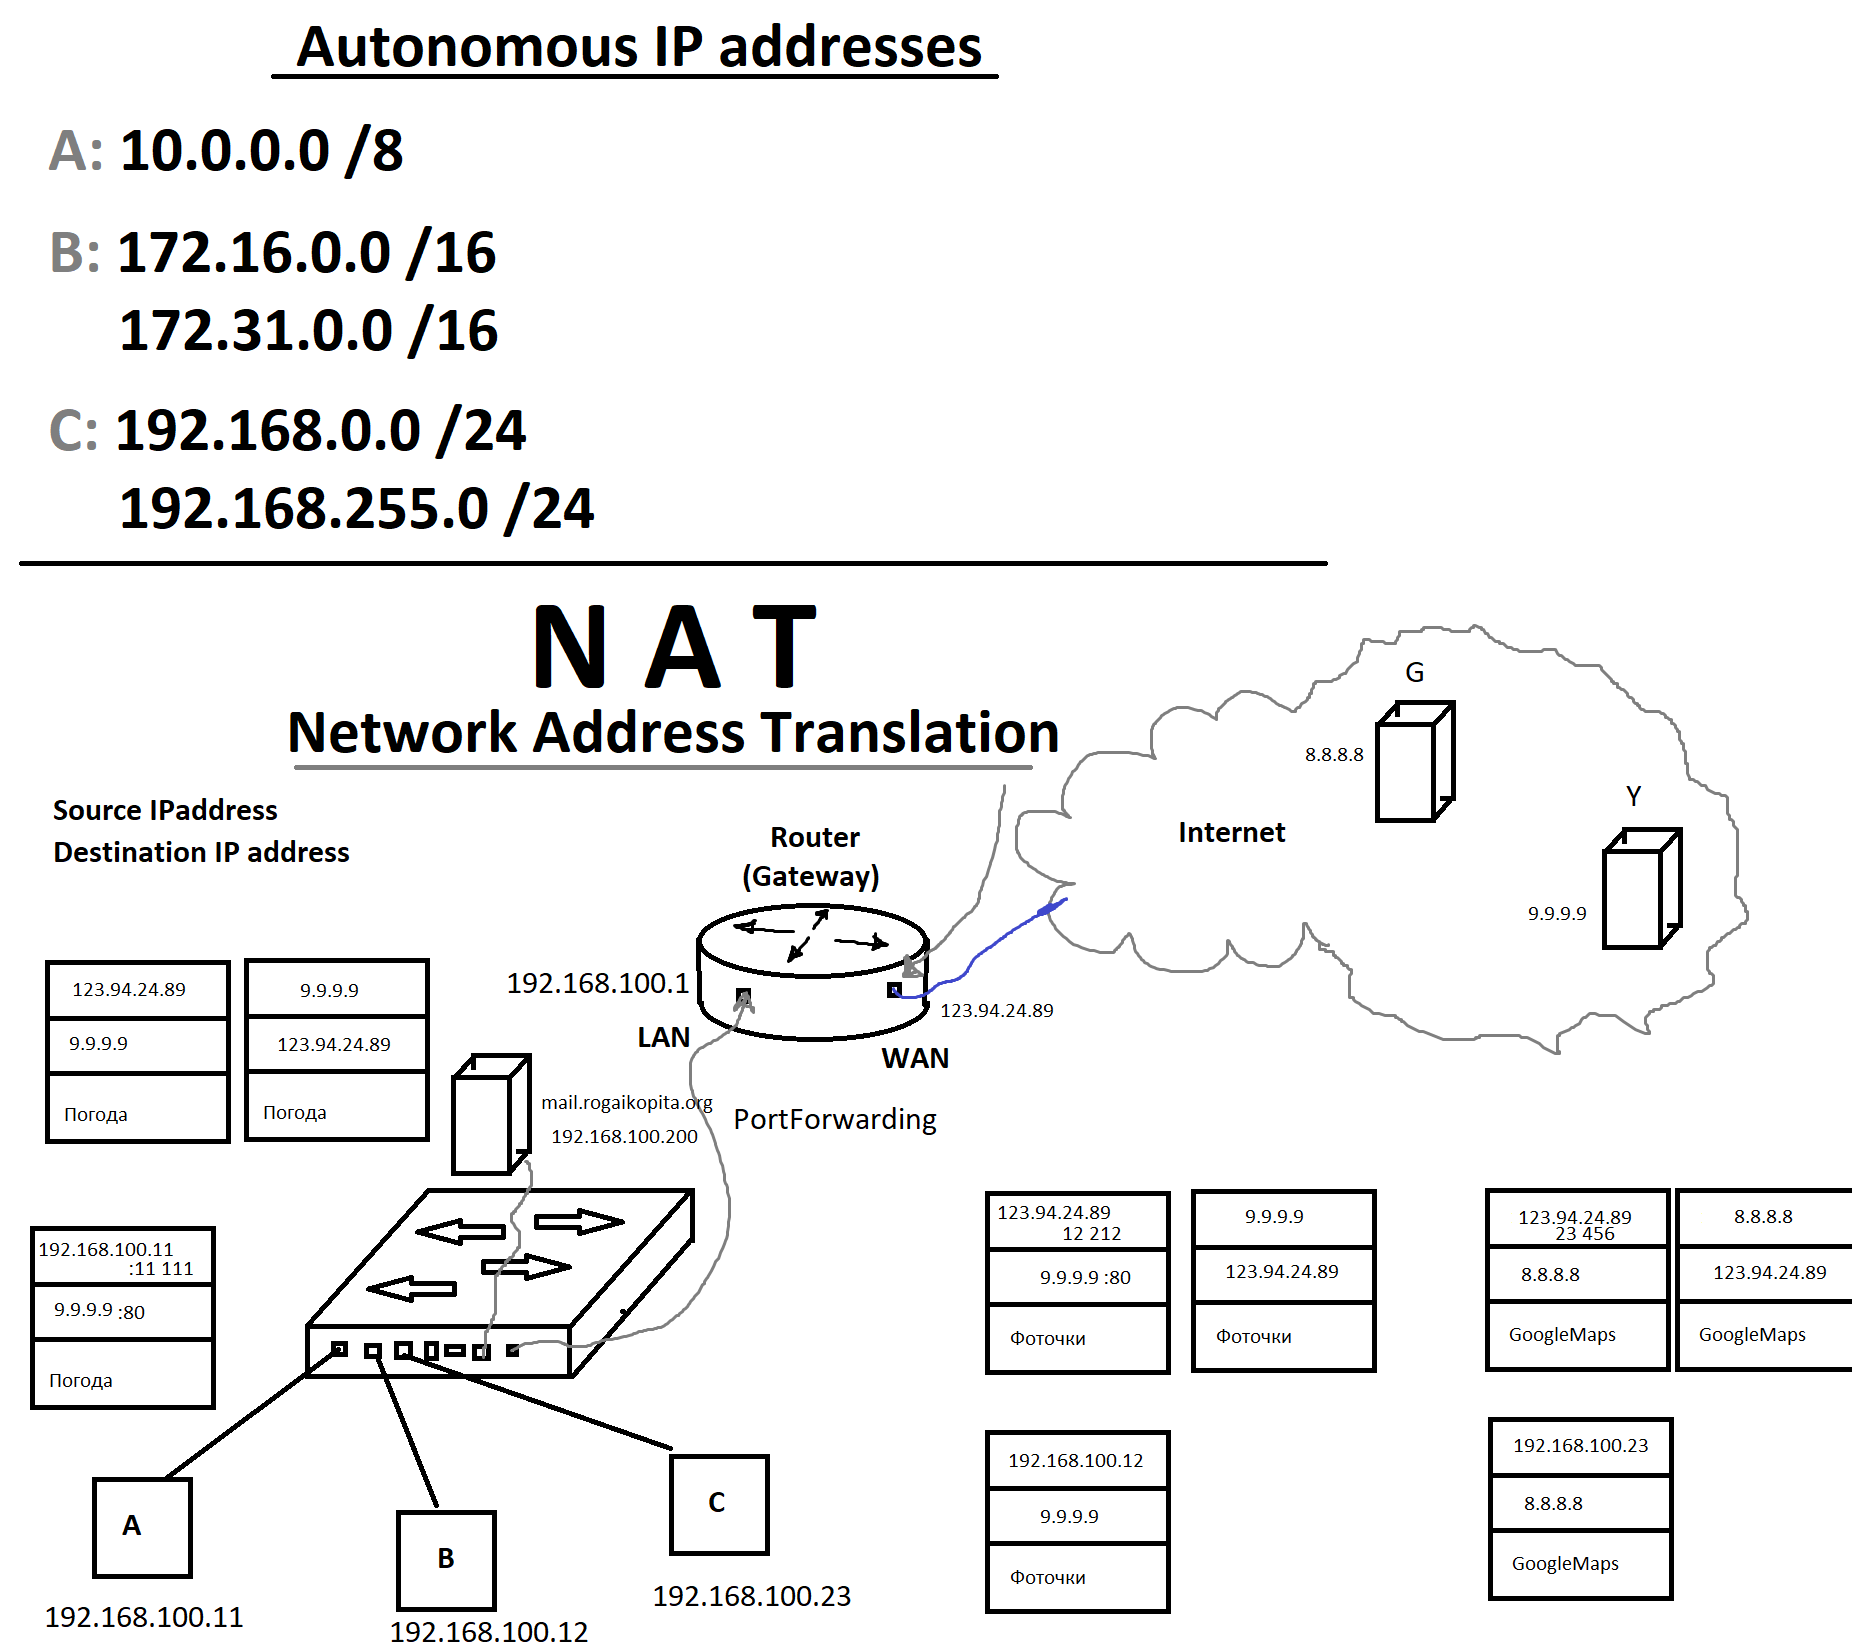 Autonomous IP addresses
A: 10.0.0.0 /8
B: 172.16.0.0 /16
172.31.0.0 /16
C: 192.168.0.0 /24
192.168.255.0 /24
N A T
Network Address Translation
Source IPaddress
Destination IP address
Router
(Gateway)
192.168.100.1
LAN
WAN
123.94.24.89
PortForwarding
Internet
G
8.8.8.8
Y
9.9.9.9
123.94.24.89
9.9.9.9
Погода
9.9.9.9
123.94.24.89
Погода
mail.rogaikopita.org
192.168.100.200
192.168.100.11
:11 111
9.9.9.9 :80
Погода
A
192.168.100.11
B
192.168.100.12
C
192.168.100.23
123.94.24.89
12 212
9.9.9.9 :80
Фоточки
9.9.9.9
123.94.24.89
Фоточки
123.94.24.89
23 456
8.8.8.8
GoogleMaps
8.8.8.8
123.94.24.89
GoogleMaps
192.168.100.12
9.9.9.9
Фоточки
192.168.100.23
8.8.8.8
GoogleMaps